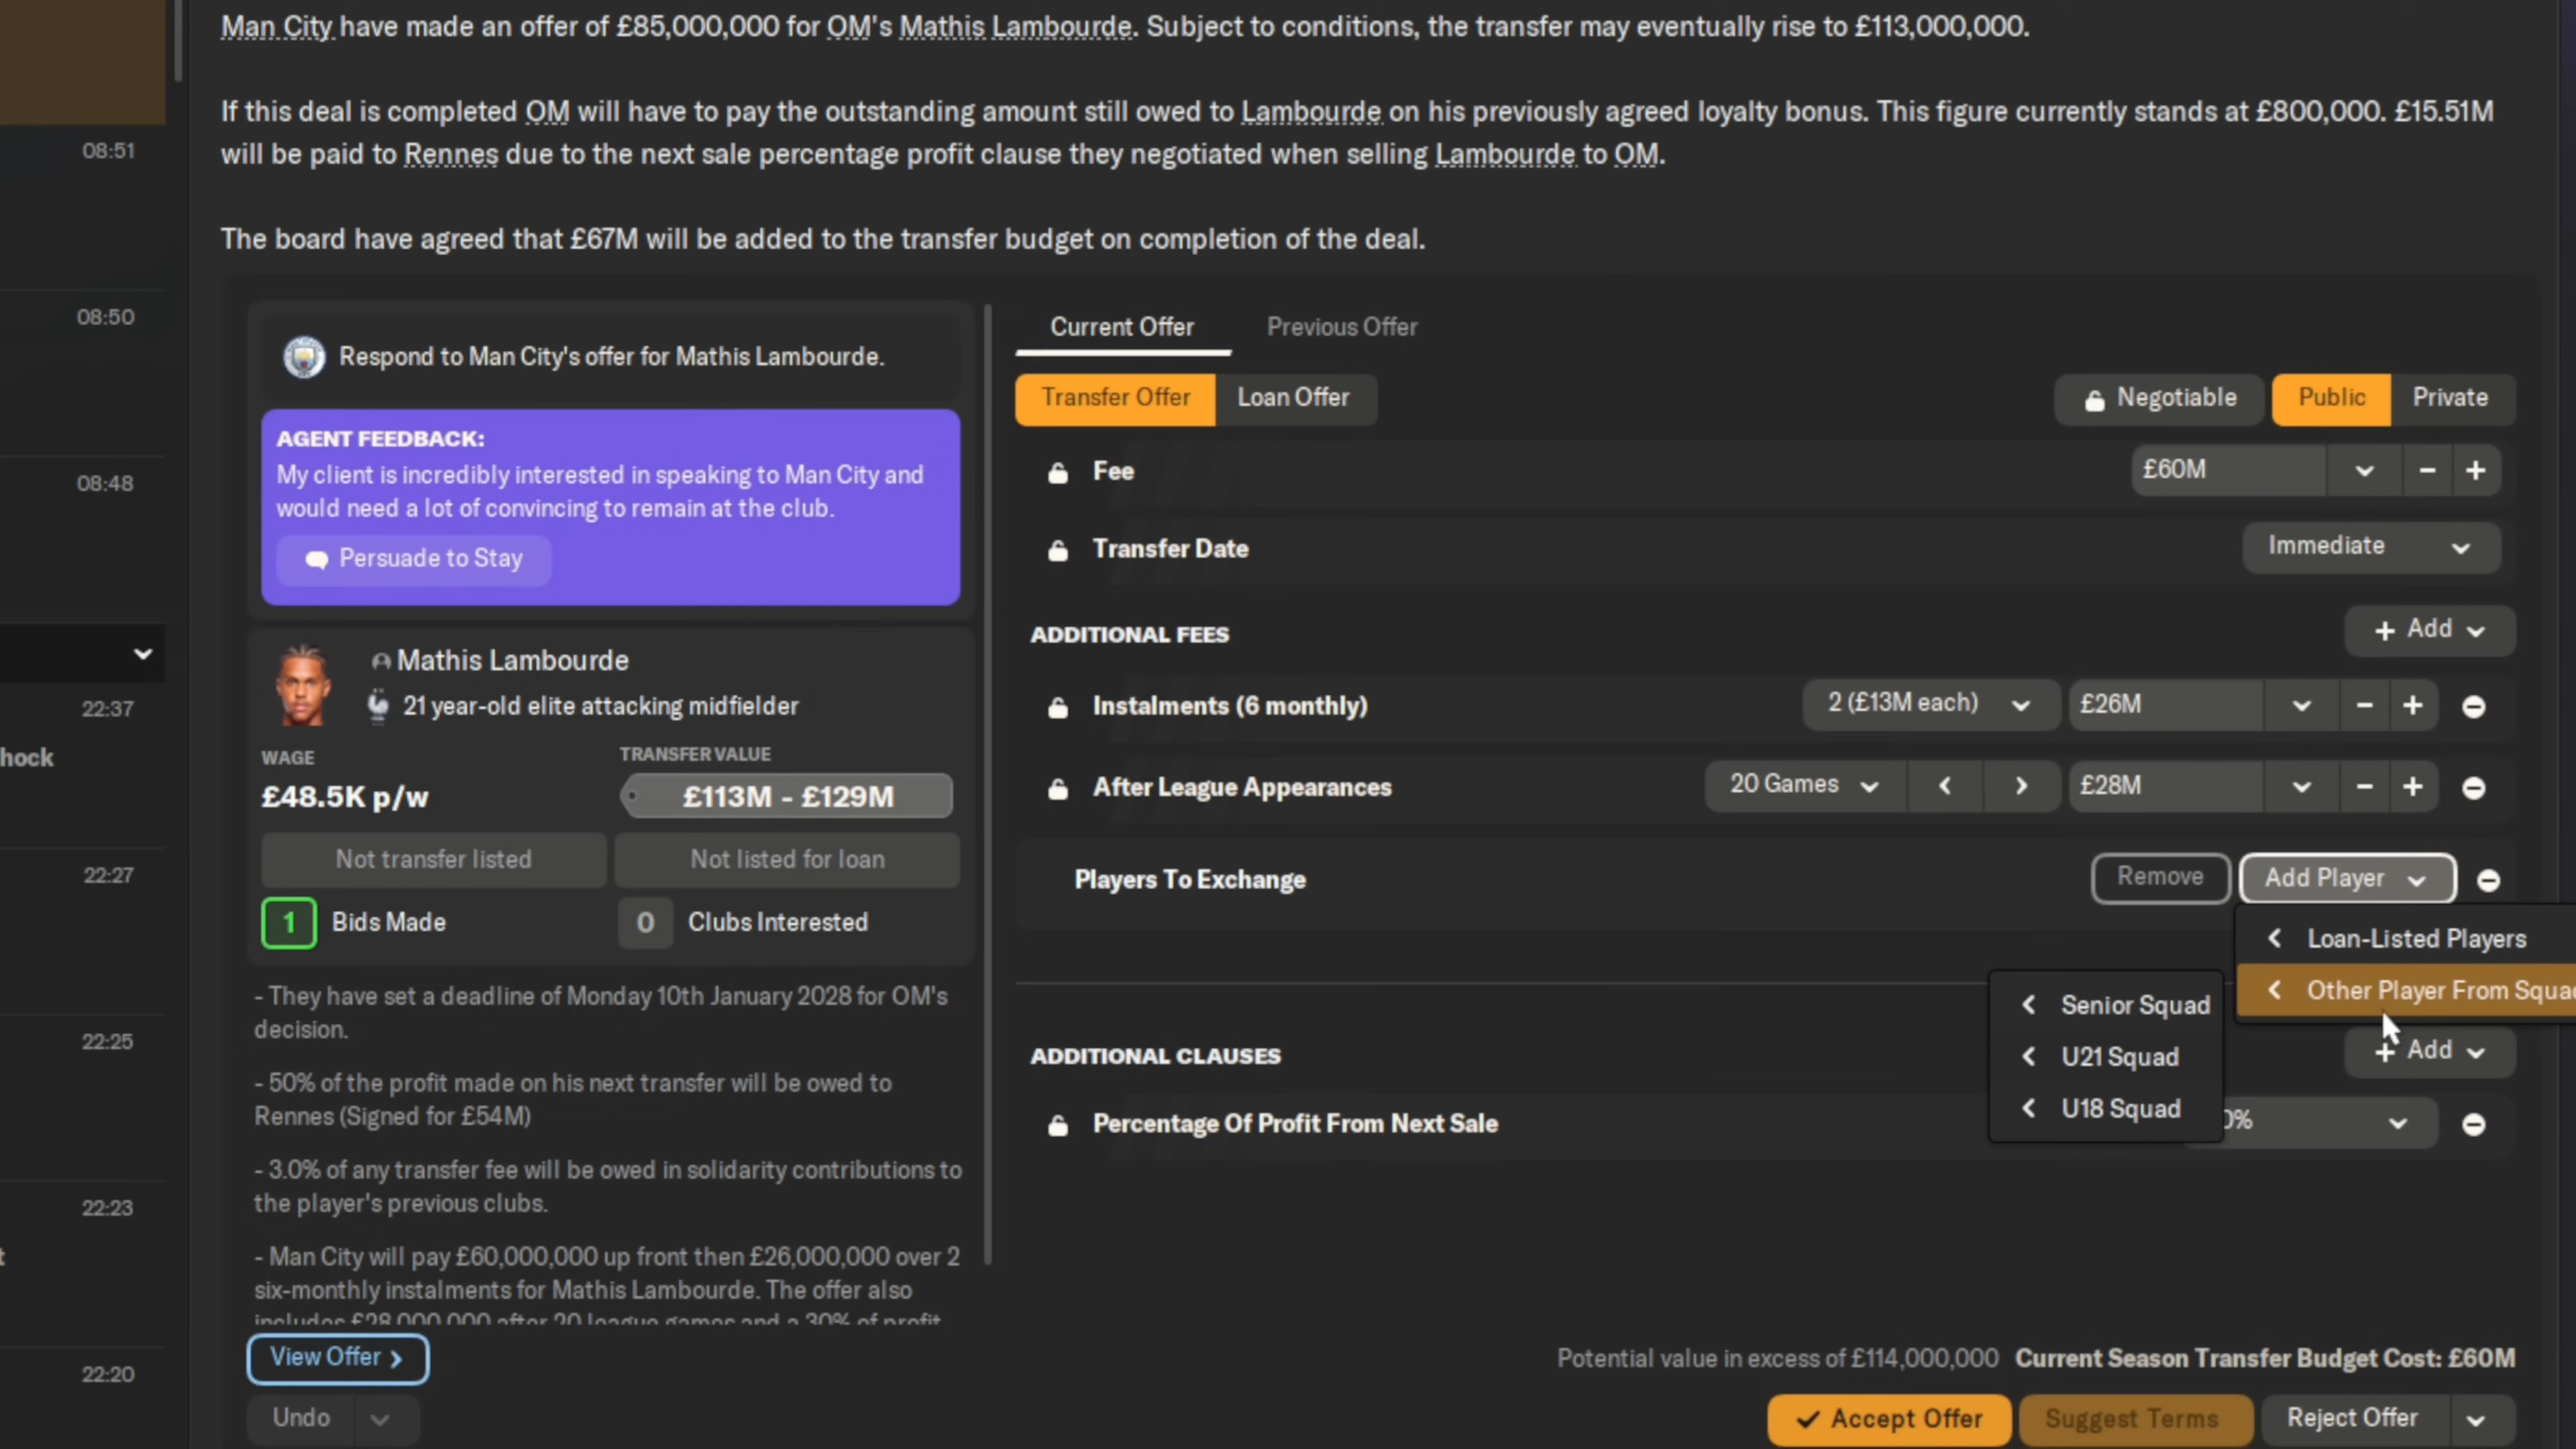 Man City have made an offer of £85,000,000 for OM's Mathis Lambourde. Subject to conditions, the transfer may eventually rise to £113,000,000.
If this deal is completed OM will have to pay the outstanding amount still owed to Lambourde on his previously agreed loyalty bonus. This figure currently stands at £800,000. £15.51M
will be paid to Rennes due to the next sale percentage profit clause they negotiated when selling Lambourde to OM.
The board have agreed that £67M will be added to the transfer budget on completion of the deal.
08:51
08:50
08:48
22:37
hock
22:27
22:25
22:23
t
22:20
Respond to Man City's offer for Mathis Lambourde.
AGENT FEEDBACK:
My client is incredibly interested in speaking to Man City and
would need a lot of convincing to remain at the club.
Persuade to Stay
Mathis Lambourde
21 year-old elite attacking midfielder
WAGE
£48.5K p/w
TRANSFER VALUE
£113M - £129M
Not transfer listed
Not listed for loan
1 Bids Made
0 Clubs Interested
- They have set a deadline of Monday 10th January 2028 for OM's
decision.
- 50% of the profit made on his next transfer will be owed to
Rennes (Signed for £54M)
- 3.0% of any transfer fee will be owed in solidarity contributions to
the player's previous clubs.
- Man City will pay £60,000,000 up front then £26,000,000 over 2
six-monthly instalments for Mathis Lambourde. The offer also
includes £28,000,000 after 20 league games and a 30% of profit
View Offer
Undo
Current Offer
Previous Offer
Transfer Offer
Loan Offer
Negotiable
Public
Private
Fee
£60M
Transfer Date
Immediate
ADDITIONAL FEES
+ Add
Instalments (6 monthly)
2 (£13M each)
£26M
After League Appearances
20 Games
£28M
Players To Exchange
Remove
Add Player
Loan-Listed Players
Other Player From Squad
Senior Squad
U21 Squad
U18 Squad
ADDITIONAL CLAUSES
+ Add
Percentage Of Profit From Next Sale
0%
Potential value in excess of £114,000,000
Current Season Transfer Budget Cost: £60M
Accept Offer
Suggest Terms
Reject Offer